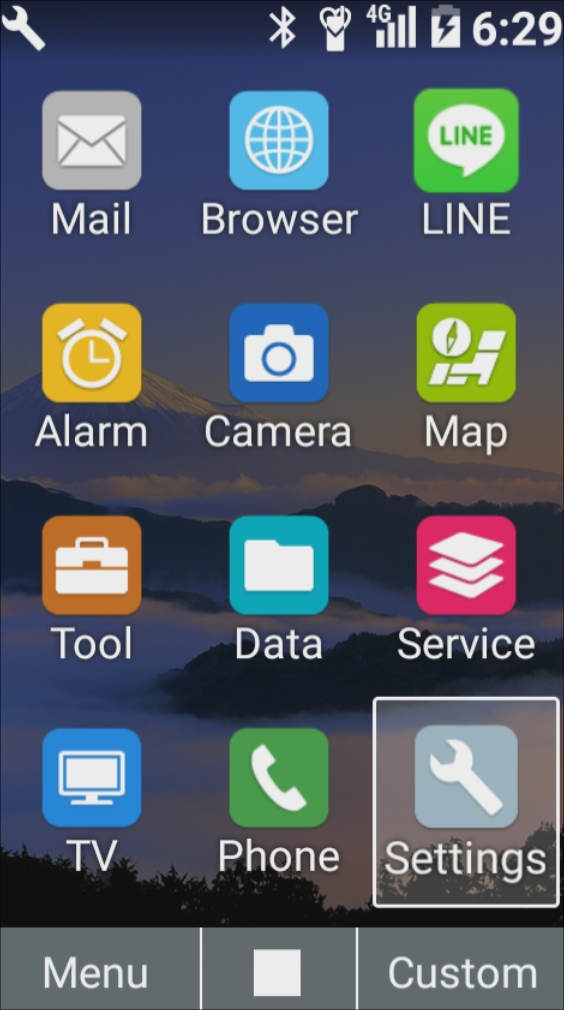 4G 6:29
Mail Browser LINE
LINE
Alarm Camera Map
Tool Data Service
TV Phone Settings
Menu Custom